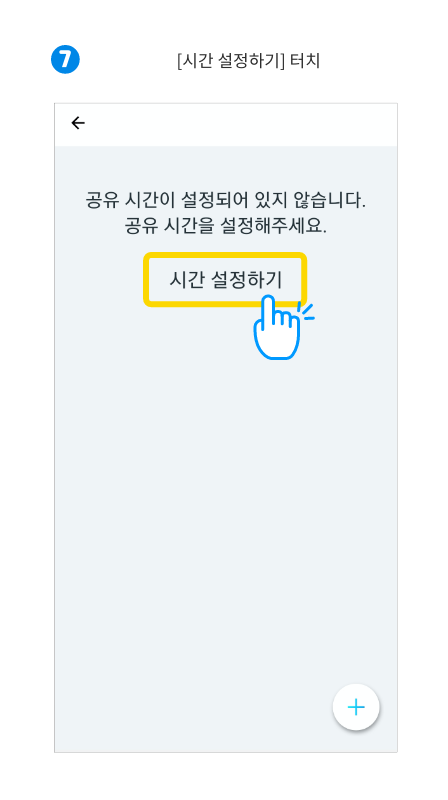 7
[시간 설정하기] 터치
공유 시간이 설정되어 있지 않습니다.
공유 시간을 설정해주세요.
시간 설정하기